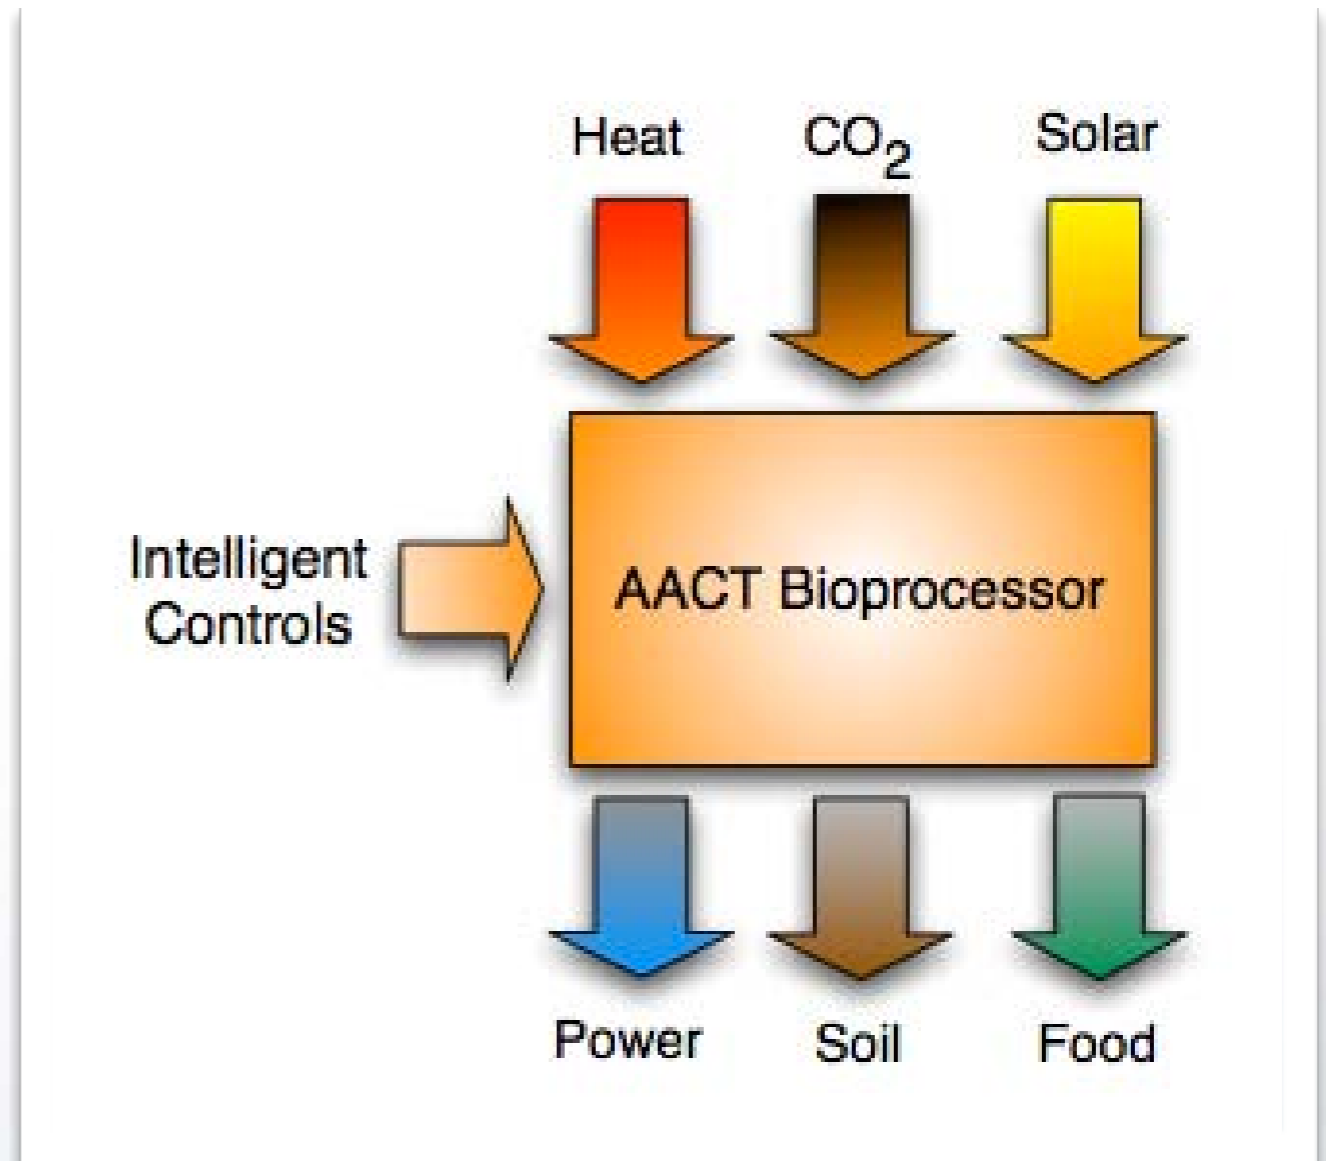 Heat
CO₂
Solar
Intelligent
Controls
AACT Bioprocessor
Power
Soil
Food